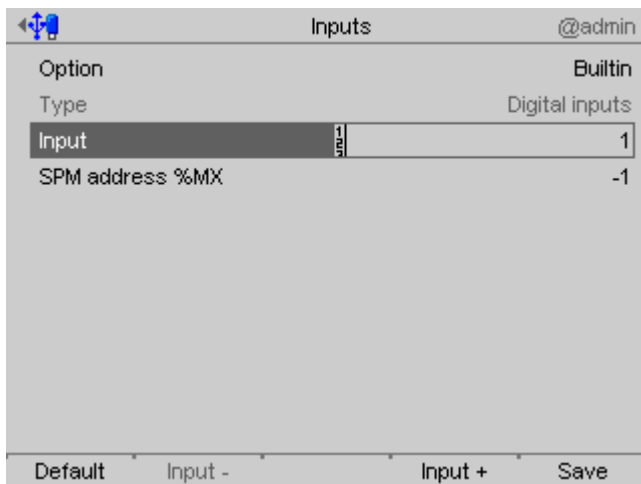 Inputs @admin
Option Builtin
Type Digital inputs
Input 1
SPM address %MX -1
Default Input - Input + Save